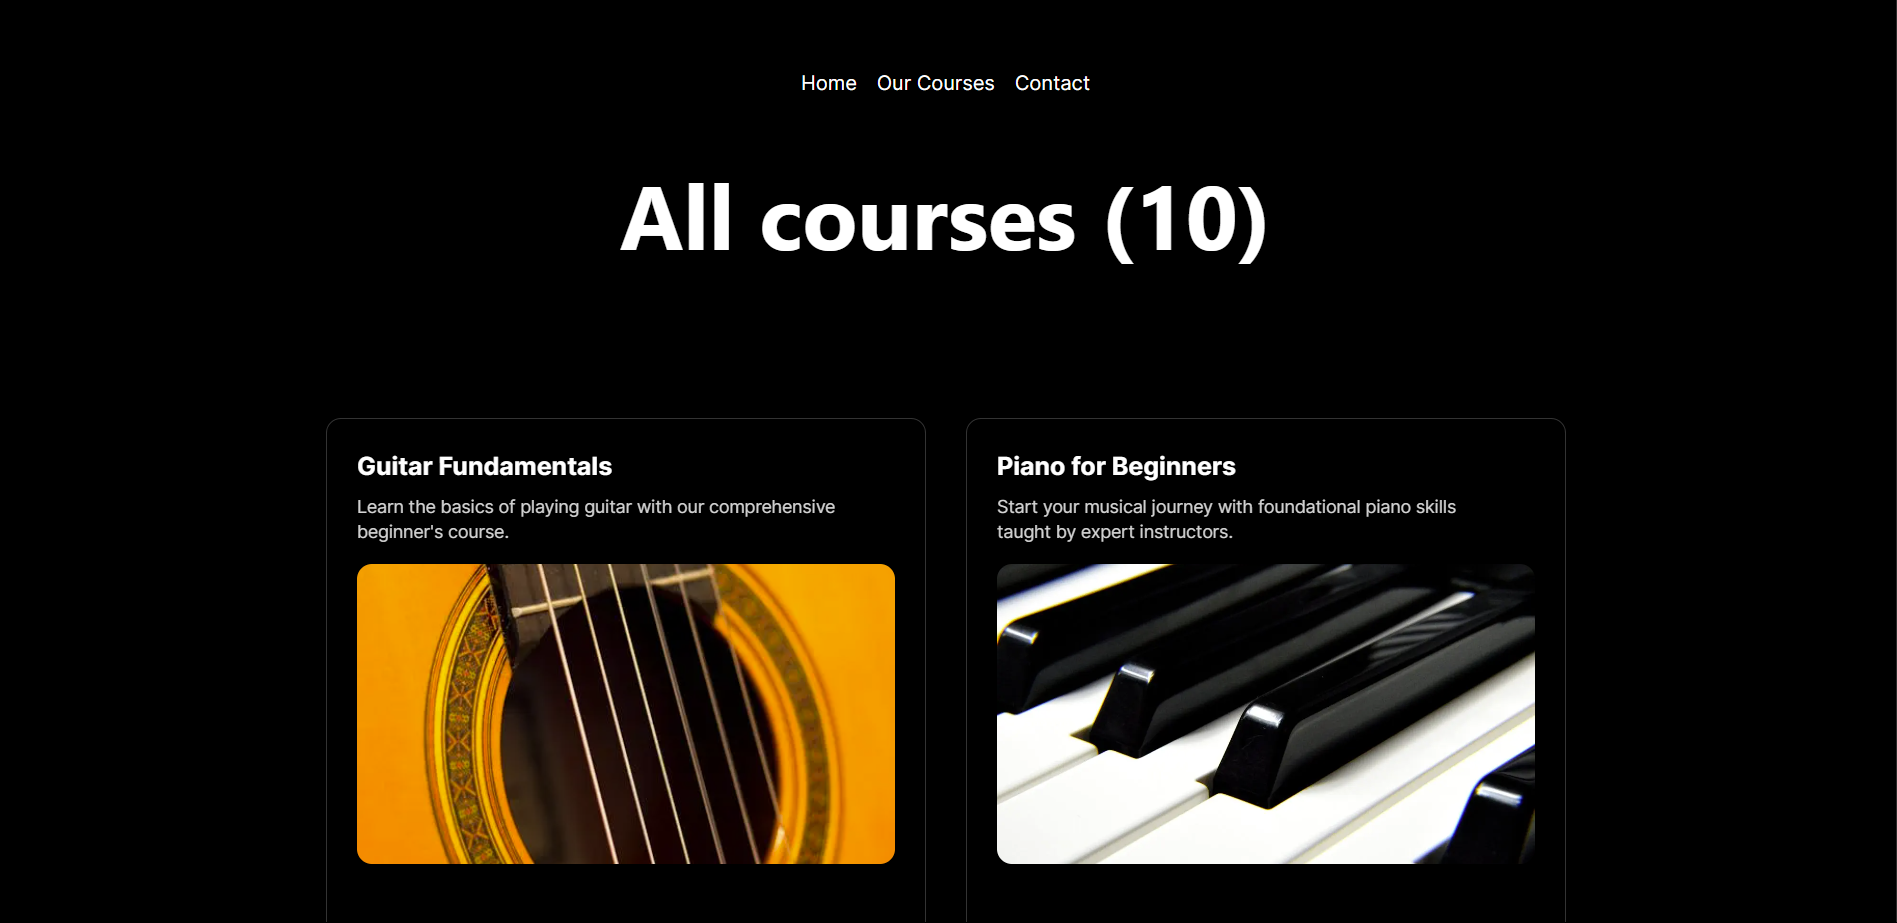 Home Our Courses Contact
All courses (10)
Guitar Fundamentals
Learn the basics of playing guitar with our comprehensive
beginner's course.
Piano for Beginners
Start your musical journey with foundational piano skills
taught by expert instructors.